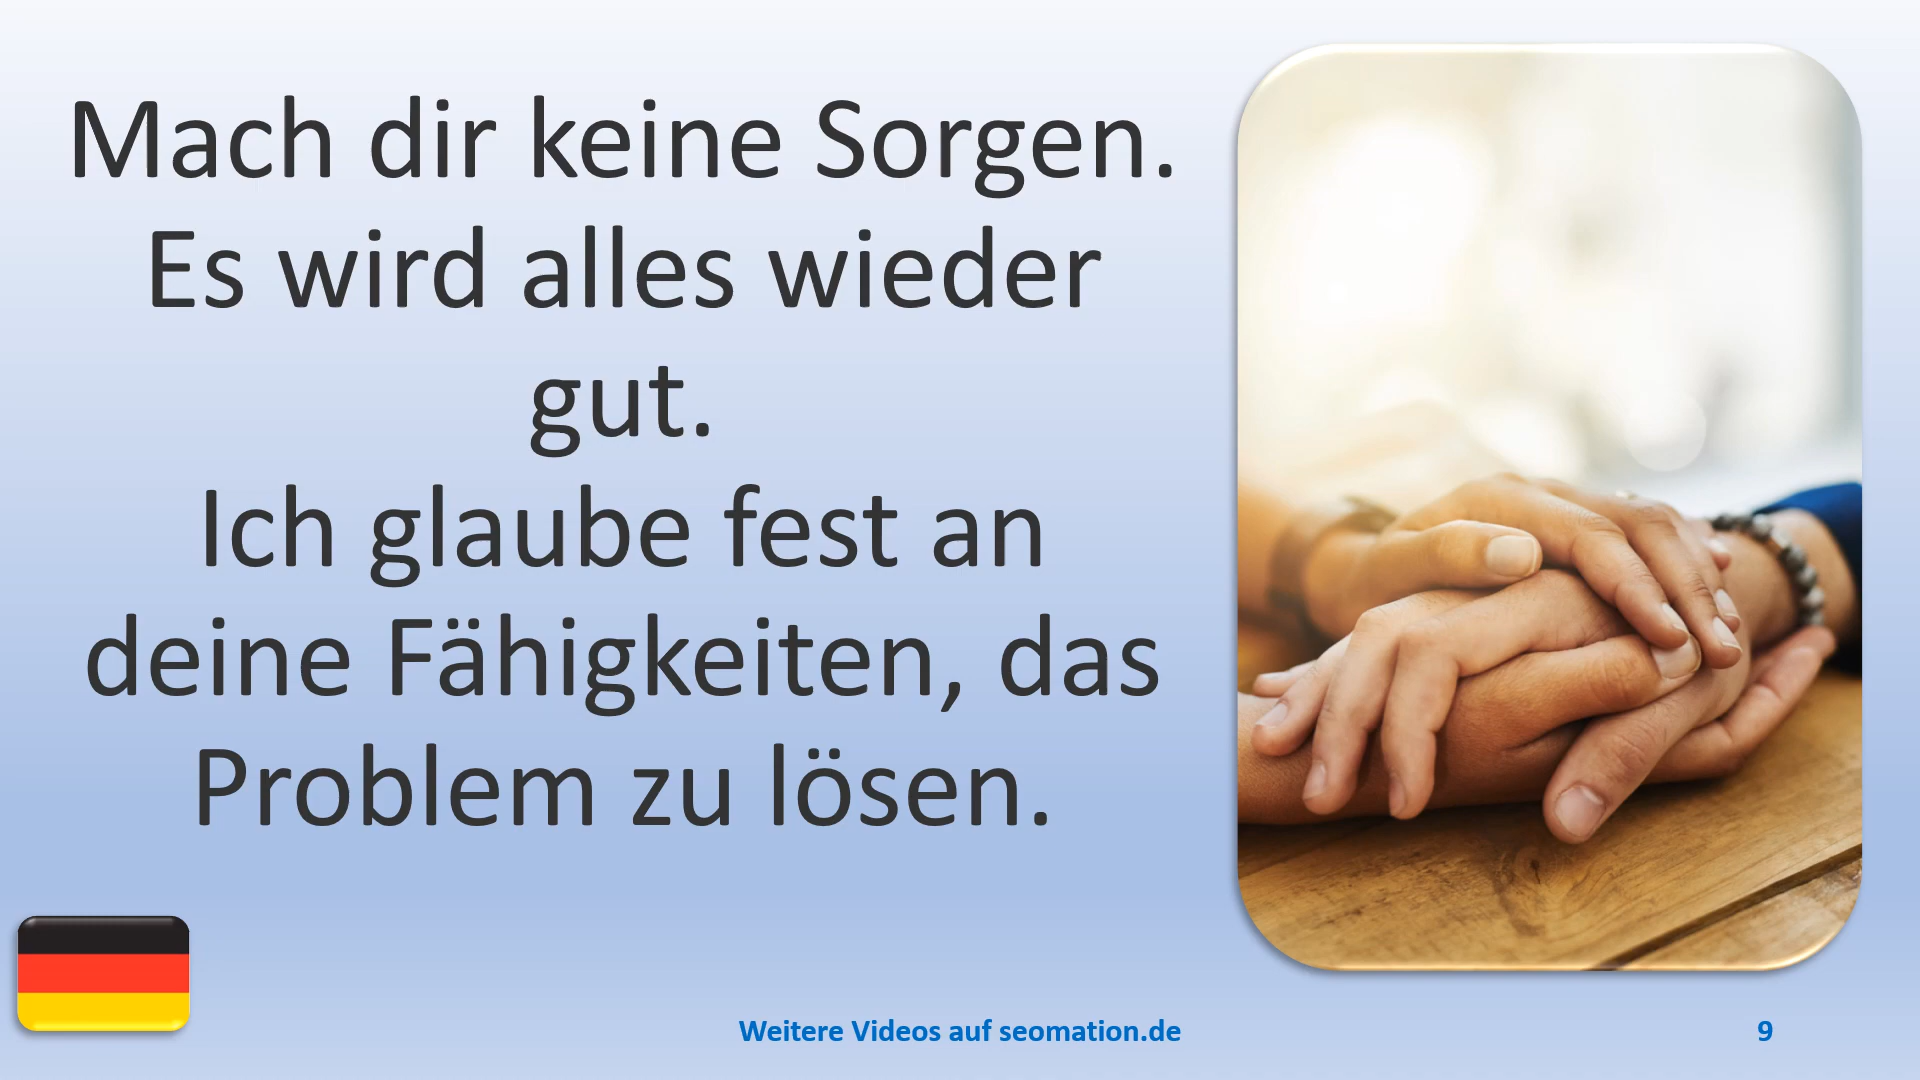 Mach dir keine Sorgen.
Es wird alles wieder
gut.
Ich glaube fest an
deine Fähigkeiten, das
Problem zu lösen.
Weitere Videos auf seomation.de
9